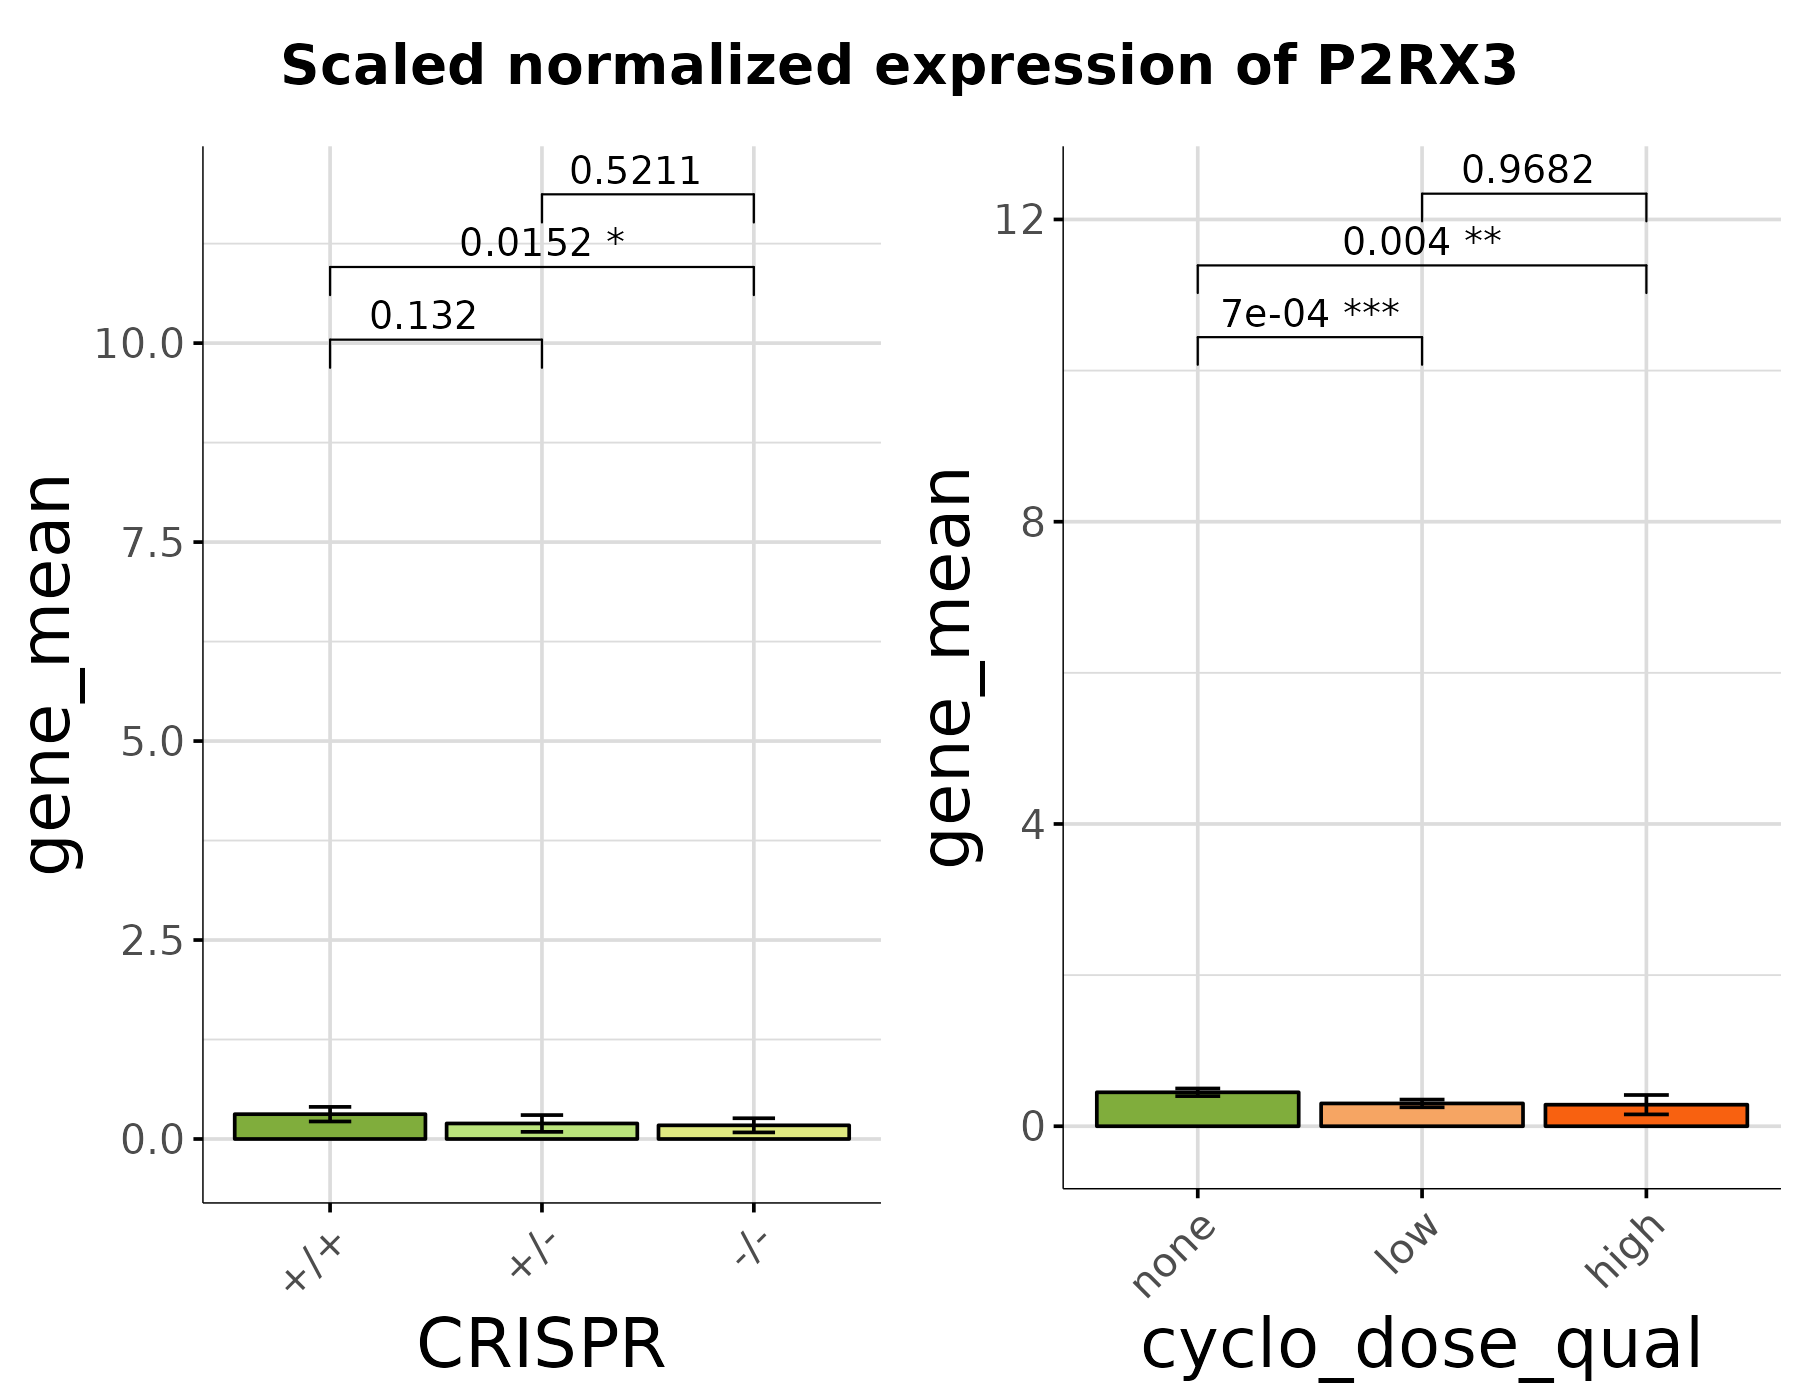 Scaled normalized expression of P2RX3
0.5211
0.0152 *
0.132
10.0
7.5
5.0
2.5
0.0
gene_mean
+/+
+/-
-/-
CRISPR
0.9682
0.004 **
7e-04 ***
12
8
4
0
gene_mean
none
low
high
cyclo_dose_qual